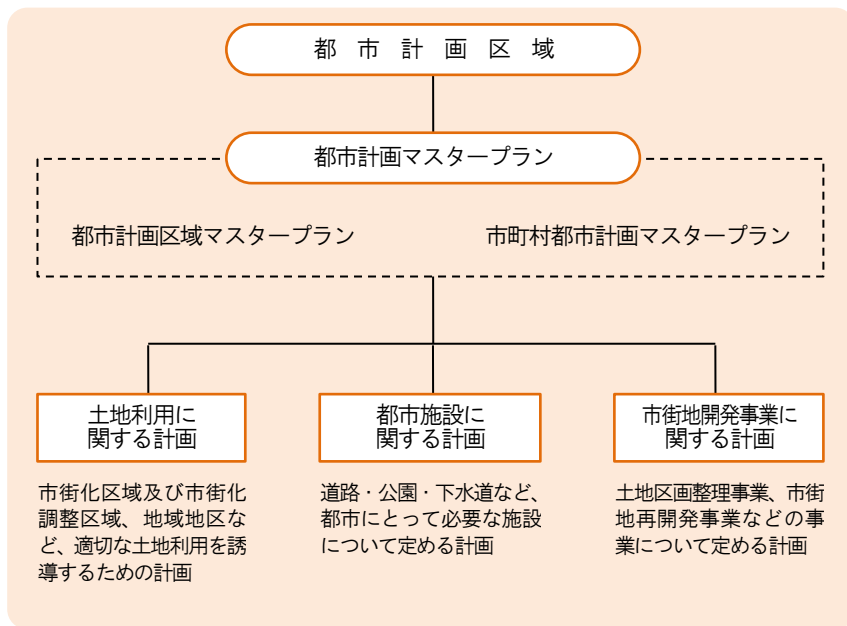 都市計画区域
都市計画マスタープラン
都市計画区域マスタープラン
市町村都市計画マスタープラン
土地利用に
関する計画
市街化区域及び市街化
調整区域、地域地区な
ど、適切な土地利用を誘
導するための計画
都市施設に
関する計画
道路・公園・下水道など、
都市にとって必要な施設
について定める計画
市街地開発事業に
関する計画
土地区画整理事業、市街
地再開発事業などの事
業について定める計画